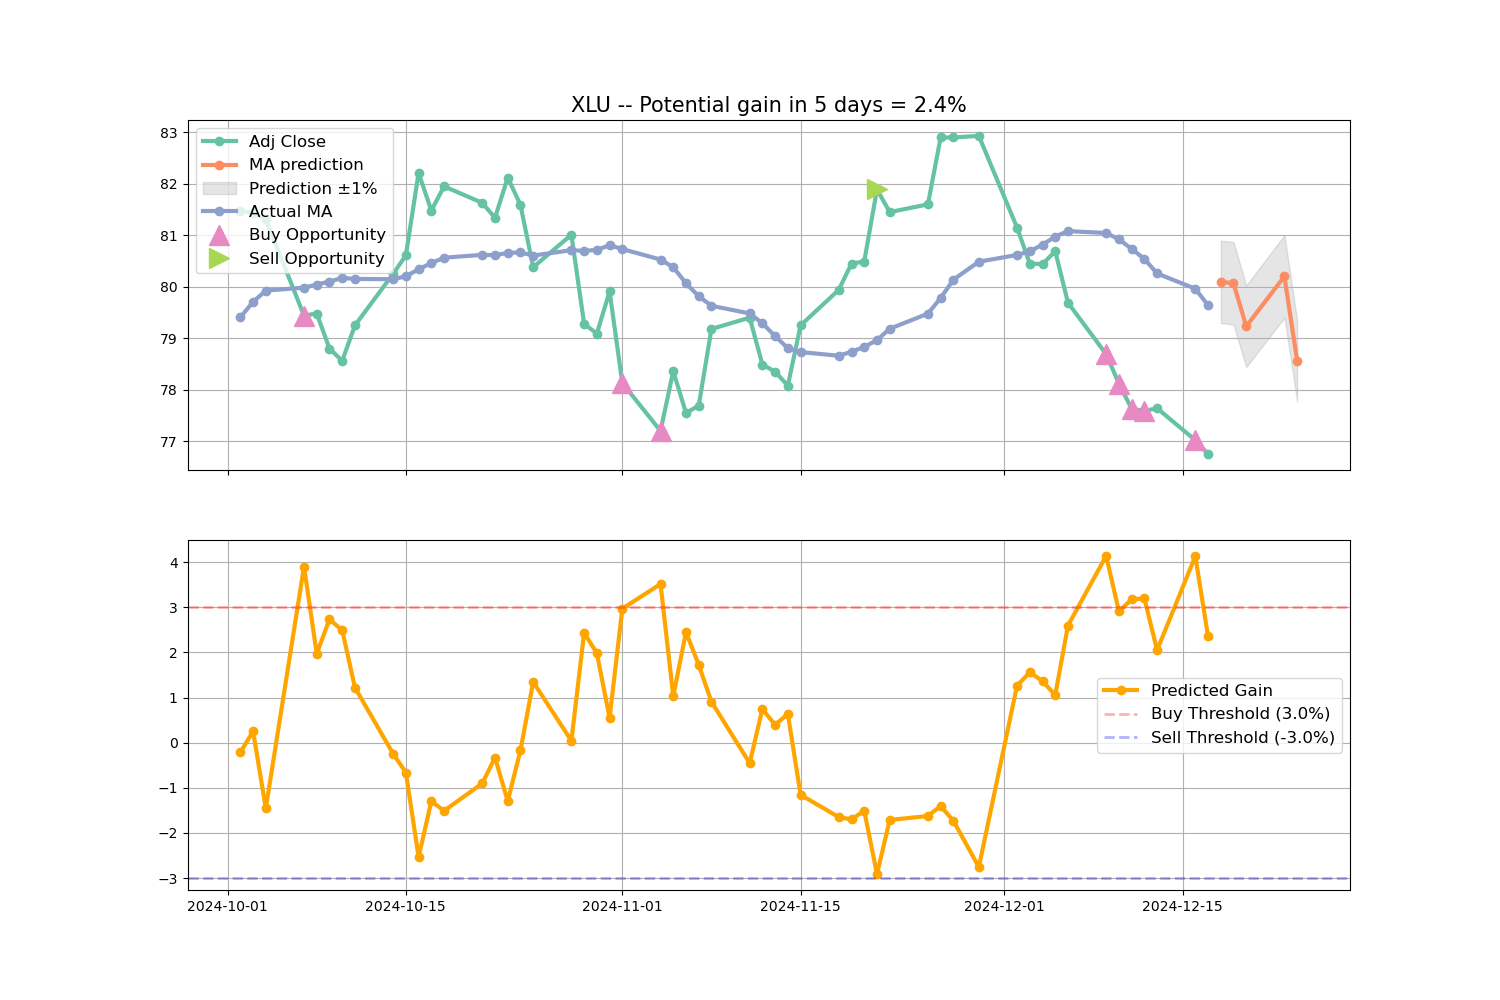 XLU -- Potential gain in 5 days = 2.4%
83
82
81
80
79
78
77
Adj Close
MA prediction
Prediction ±1%
Actual MA
Buy Opportunity
Sell Opportunity
4
3
2
1
0
−1
−2
−3
Predicted Gain
Buy Threshold (3.0%)
Sell Threshold (-3.0%)
2024-10-01
2024-10-15
2024-11-01
2024-11-15
2024-12-01
2024-12-15